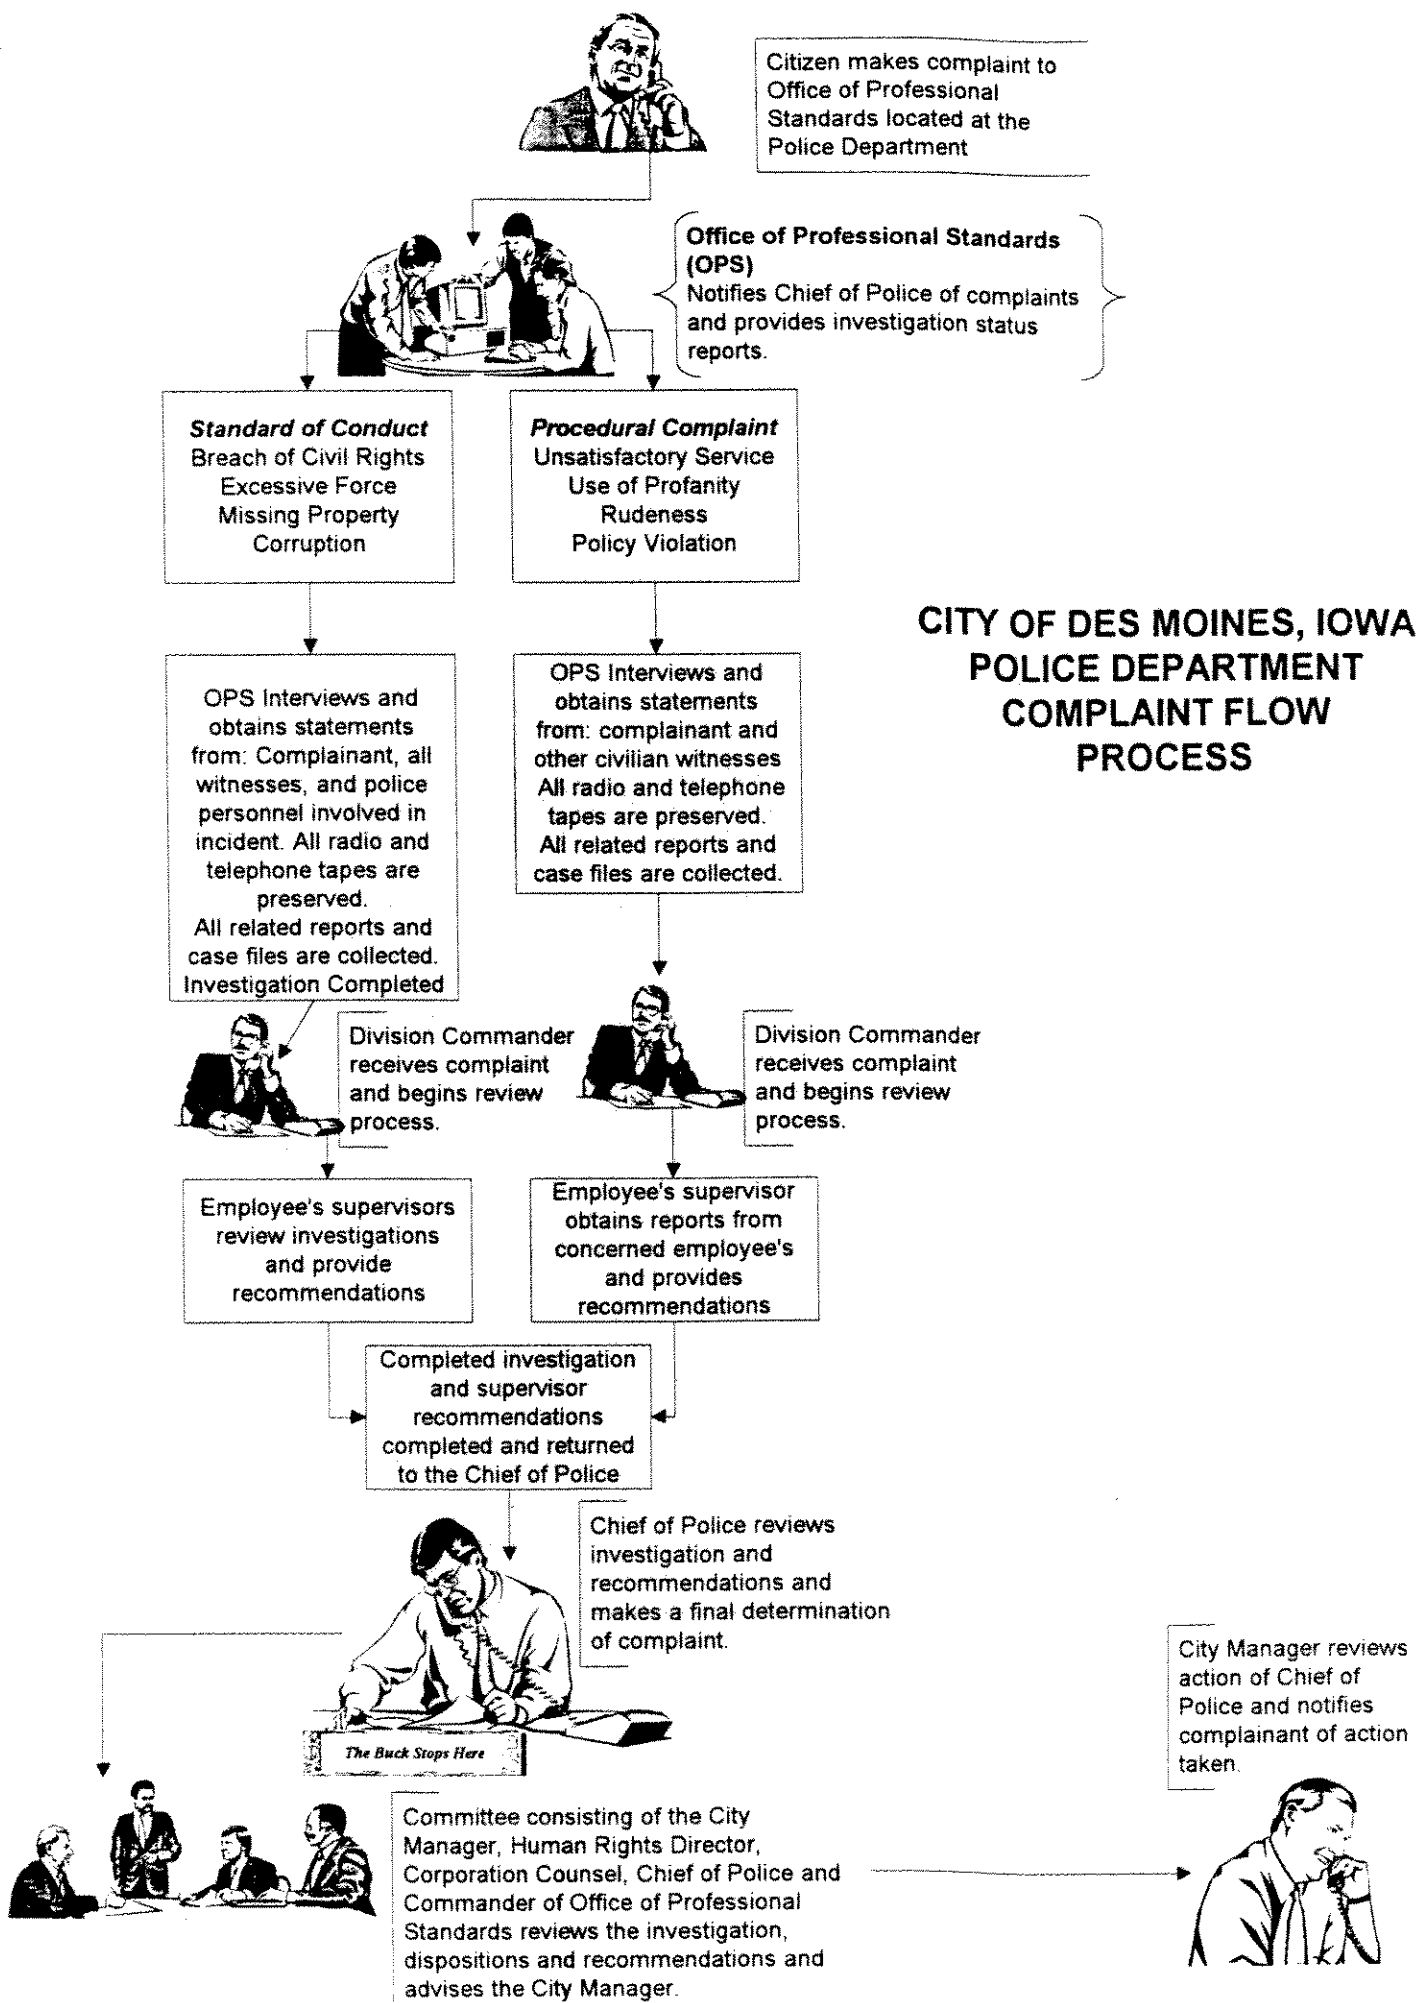 Citizen makes complaint to
Office of Professional
Standards located at the
Police Department
Office of Professional Standards
(OPS)
Notifies Chief of Police of complaints
and provides investigation status
reports.
Standard of Conduct
Breach of Civil Rights
Excessive Force
Missing Property
Corruption
Procedural Complaint
Unsatisfactory Service
Use of Profanity
Rudeness
Policy Violation
CITY OF DES MOINES, IOWA
POLICE DEPARTMENT
COMPLAINT FLOW
PROCESS
OPS Interviews and
obtains statements
from: Complainant, all
witnesses, and police
personnel involved in
incident. All radio and
telephone tapes are
preserved.
All related reports and
case files are collected.
Investigation Completed
OPS Interviews and
obtains statements
from: complainant and
other civilian witnesses
All radio and telephone
tapes are preserved.
All related reports and
case files are collected.
Division Commander
receives complaint
and begins review
process.
Division Commander
receives complaint
and begins review
process.
Employee's supervisors
review investigations
and provide
recommendations
Employee's supervisor
obtains reports from
concerned employee's
and provides
recommendations
Completed investigation
and supervisor
recommendations
completed and returned
to the Chief of Police
Chief of Police reviews
investigation and
recommendations and
makes a final determination
of complaint.
The Buck Stops Here
City Manager reviews
action of Chief of
Police and notifies
complainant of action
taken.
Committee consisting of the City
Manager, Human Rights Director,
Corporation Counsel, Chief of Police and
Commander of Office of Professional
Standards reviews the investigation,
dispositions and recommendations and
advises the City Manager.